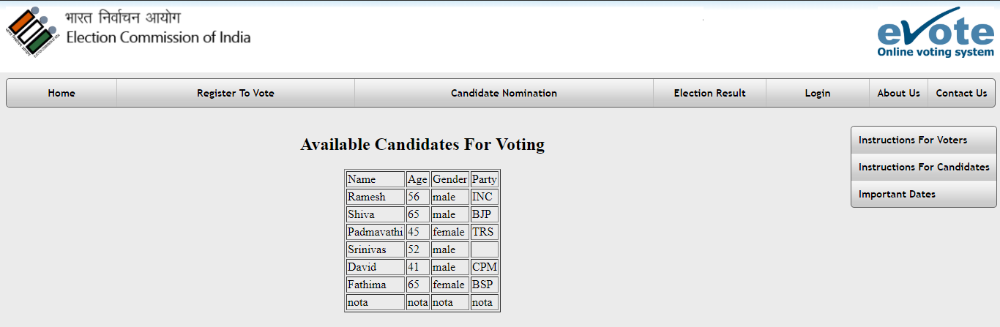 भारत निर्वाचन आयोग
Election Commission of India
eVote
Online voting system
Home Register To Vote Candidate Nomination Election Result Login About Us Contact Us
Instructions For Voters
Instructions For Candidates
Important Dates
Available Candidates For Voting
Name Age Gender Party
Ramesh 56 male INC
Shiva 65 male BJP
Padmavathi 45 female TRS
Srinivas 52 male
David 41 male CPM
Fathima 65 female BSP
nota nota nota nota